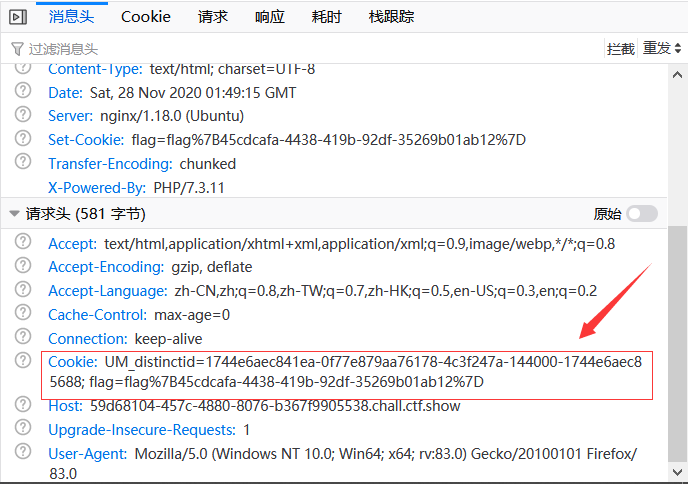 消息头 Cookie 请求 响应 耗时 栈跟踪
过滤消息头 拦截 重发
Content-Type: text/html; charset=UTF-8
Date: Sat, 28 Nov 2020 01:49:15 GMT
Server: nginx/1.18.0 (Ubuntu)
Set-Cookie: flag=flag%7B45cdcafa-4438-419b-92df-35269b01ab12%7D
Transfer-Encoding: chunked
X-Powered-By: PHP/7.3.11
请求头 (581 字节) 原始
Accept: text/html,application/xhtml+xml,application/xml;q=0.9,image/webp,*/*;q=0.8
Accept-Encoding: gzip, deflate
Accept-Language: zh-CN,zh;q=0.8,zh-TW;q=0.7,zh-HK;q=0.5,en-US;q=0.3,en;q=0.2
Cache-Control: max-age=0
Connection: keep-alive
Cookie: UM_distinctid=1744e6aec841ea-0f77e879aa76178-4c3f247a-144000-1744e6aec8
5688; flag=flag%7B45cdcafa-4438-419b-92df-35269b01ab12%7D
Host: 59d68104-457c-4880-8076-b367f9905538.chall.ctf.show
Upgrade-Insecure-Requests: 1
User-Agent: Mozilla/5.0 (Windows NT 10.0; Win64; x64; rv:83.0) Gecko/20100101 Firefox/
83.0